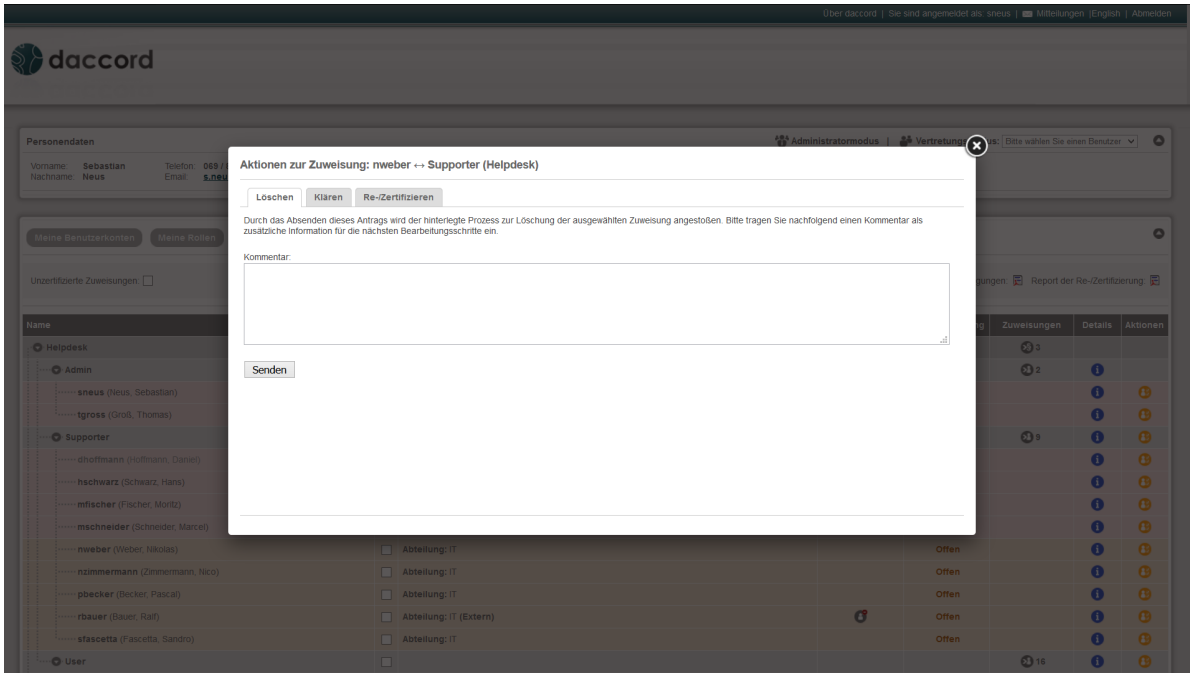 Über daccord | Sie sind angemeldet als: sneus | Mitteilungen |English | Abmelden
daccord
Personendaten
Administratormodus |
Bitte wählen Sie einen Benutzer
Vorname: Sebastian Telefon: 069 /
Nachname: Neus Email: s.neu
Aktionen zur Zuweisung: nweber ↔ Supporter (Helpdesk)
Löschen Klären Re-/Zertifizieren
Durch das Absenden dieses Antrags wird der hinterlegte Prozess zur Löschung der ausgewählten Zuweisung angestoßen. Bitte tragen Sie nachfolgend einen Kommentar als
zusätzliche Information für die nächsten Bearbeitungsschritte ein.
Kommentar:
Senden
Meine Benutzerkonten Meine Rollen
Unzertifizierte Zuweisungen: Report der Re-/Zertifizierung:
Name Zuweisungen Details Aktionen
Helpdesk 3
Admin 2
sneus (Neus, Sebastian)
tgross (Groß, Thomas)
Supporter 9
dhoffmann (Hoffmann, Daniel)
hschwarz (Schwarz, Hans)
mfischer (Fischer, Moritz)
mschneider (Schneider, Marcel)
nweber (Weber, Nikolas) Abteilung: IT Offen
nzimmermann (Zimmermann, Nico) Abteilung: IT Offen
pbecker (Becker, Pascal) Abteilung: IT Offen
rbauer (Bauer, Ralf) Abteilung: IT (Extern) Offen
sfascetta (Fascetta, Sandro) Abteilung: IT Offen
User 16